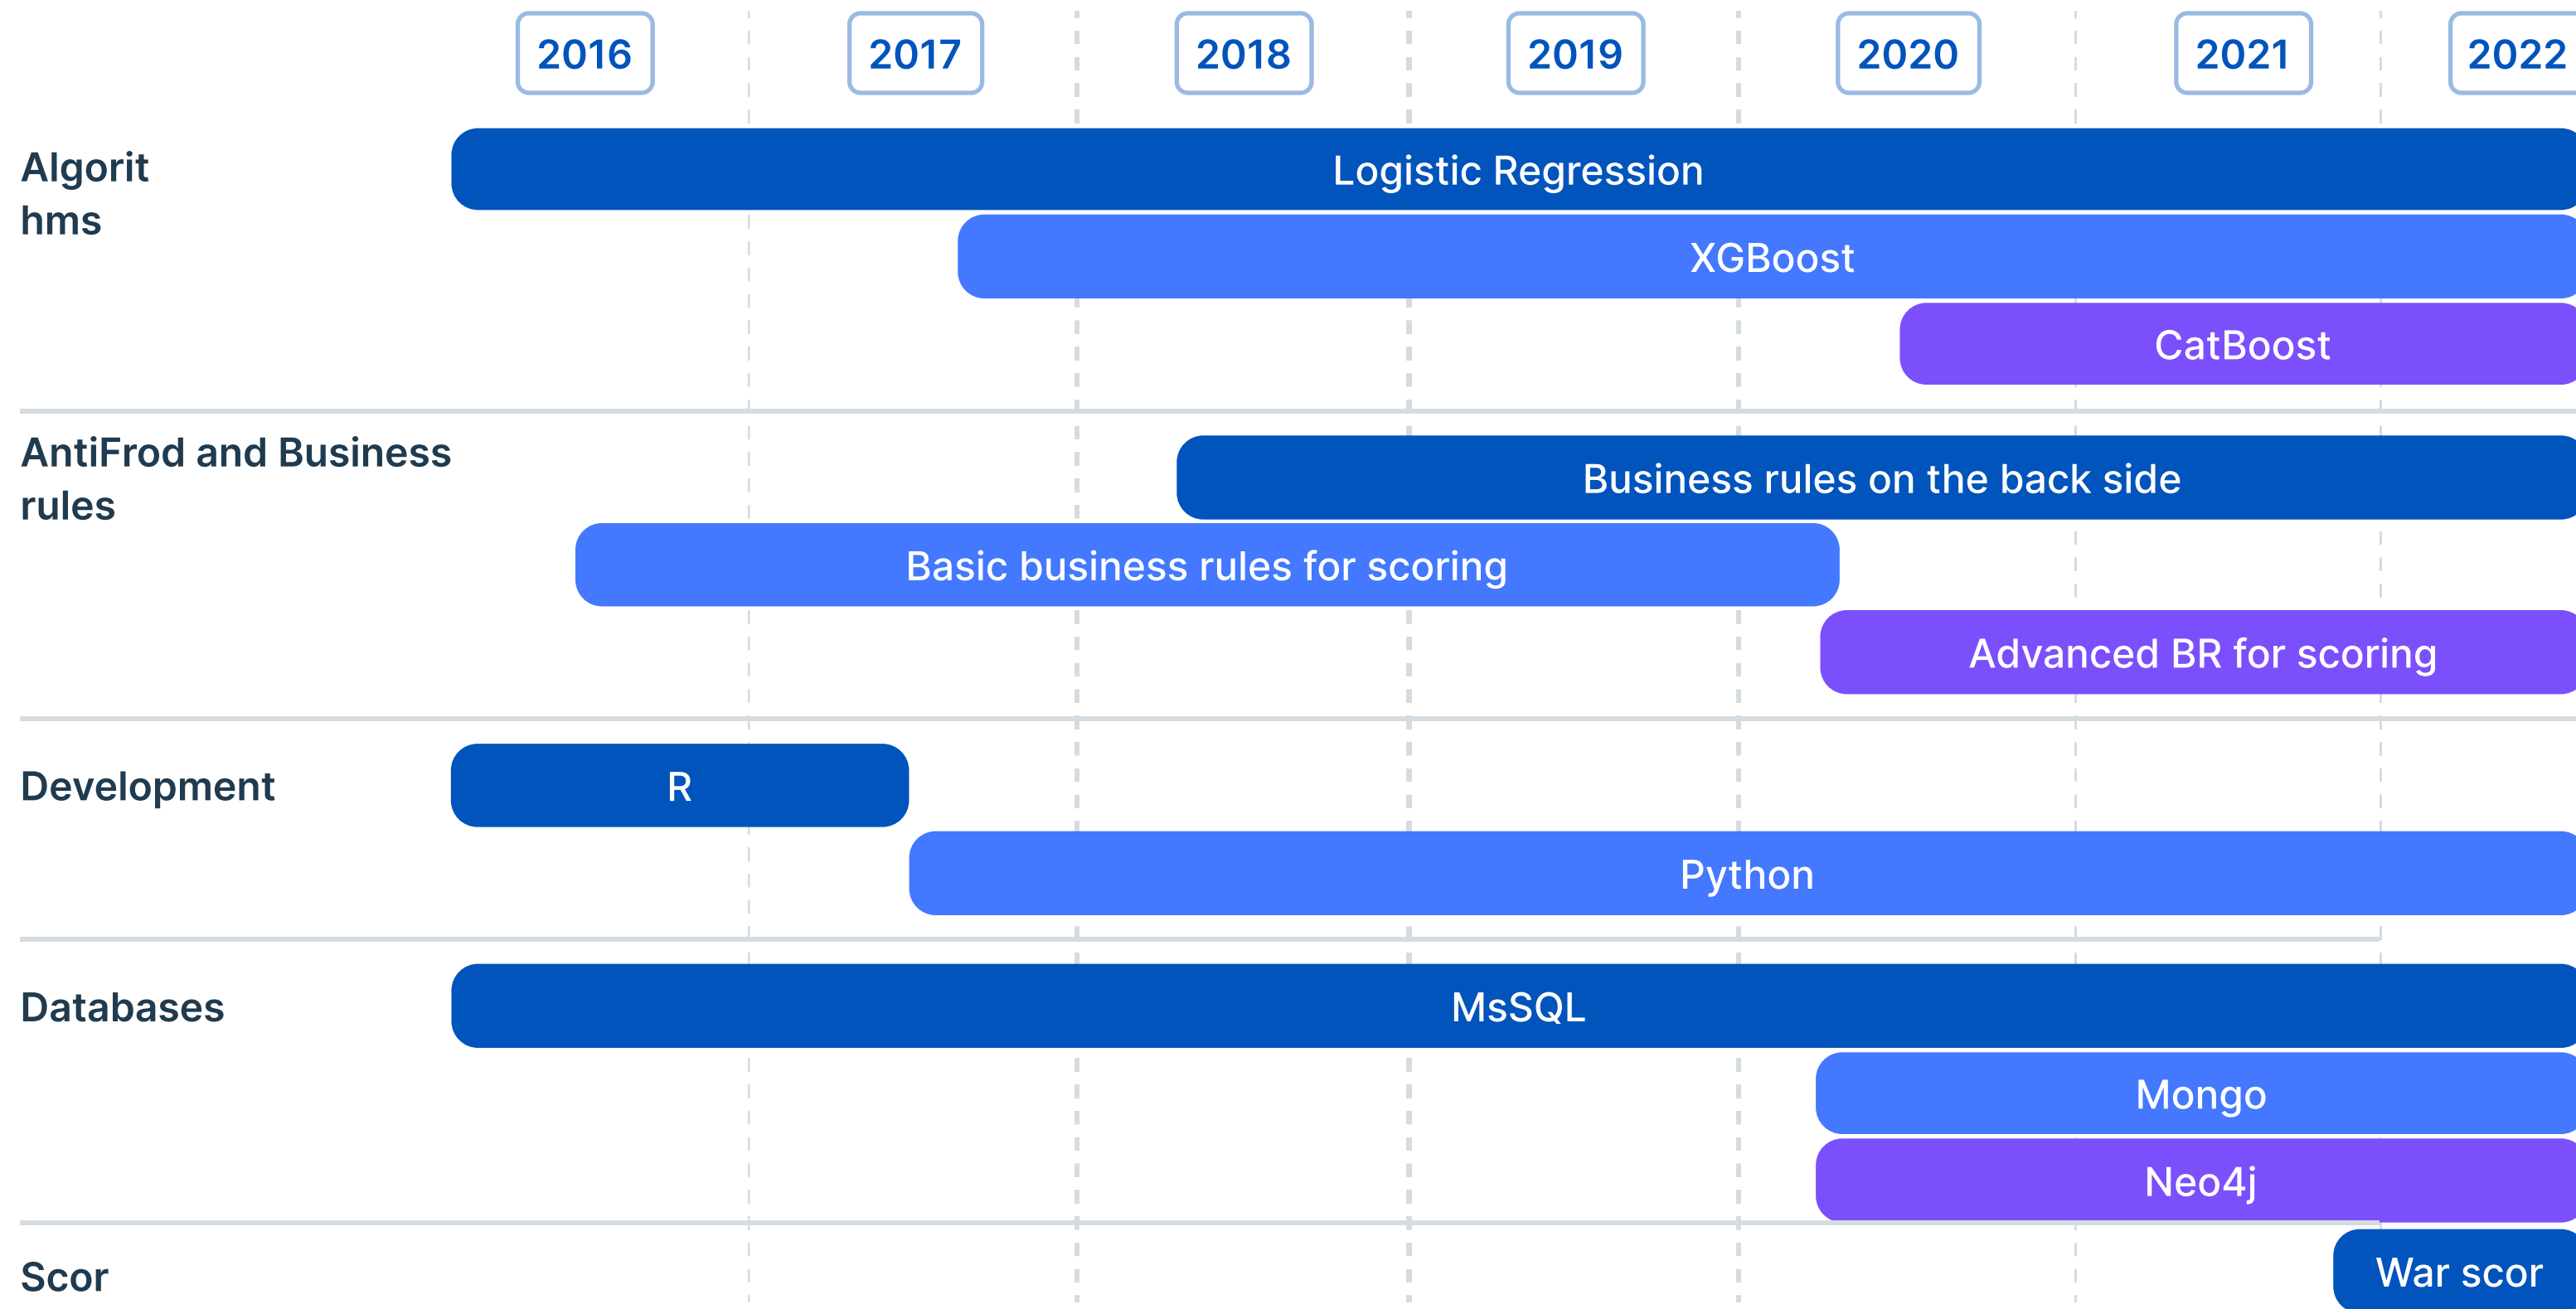 2016 2017 2018 2019 2020 2021 2022
Algorit
hms
Logistic Regression
XGBoost
CatBoost
AntiFrod and Business
rules
Business rules on the back side
Basic business rules for scoring
Advanced BR for scoring
Development
R
Python
Databases
MsSQL
Mongo
Neo4j
Scor
War scor